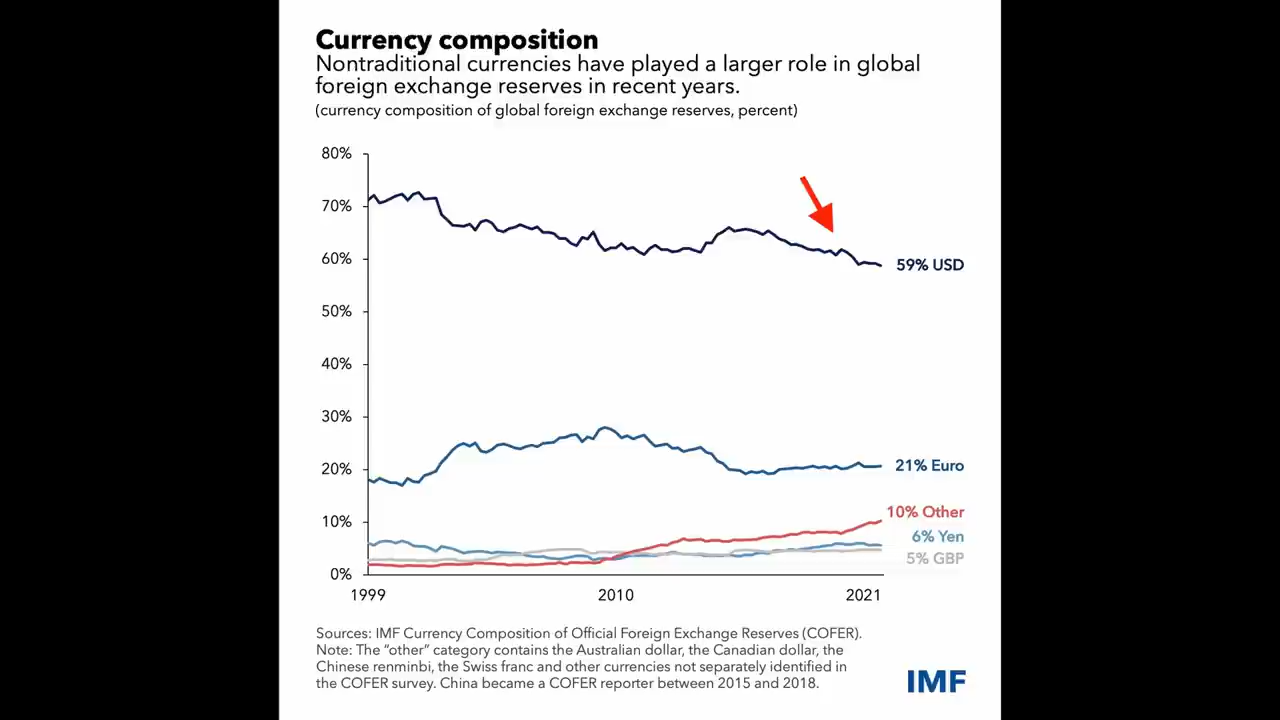 Currency composition
Nontraditional currencies have played a larger role in global
foreign exchange reserves in recent years.
(currency composition of global foreign exchange reserves, percent)
80%
70%
60%
59% USD
50%
40%
30%
20%
21% Euro
10%
10% Other
6% Yen
5% GBP
0%
1999
2010
2021
Sources: IMF Currency Composition of Official Foreign Exchange Reserves (COFER).
Note: The “other” category contains the Australian dollar, the Canadian dollar, the
Chinese renminbi, the Swiss franc and other currencies not separately identified in
the COFER survey. China became a COFER reporter between 2015 and 2018.
IMF